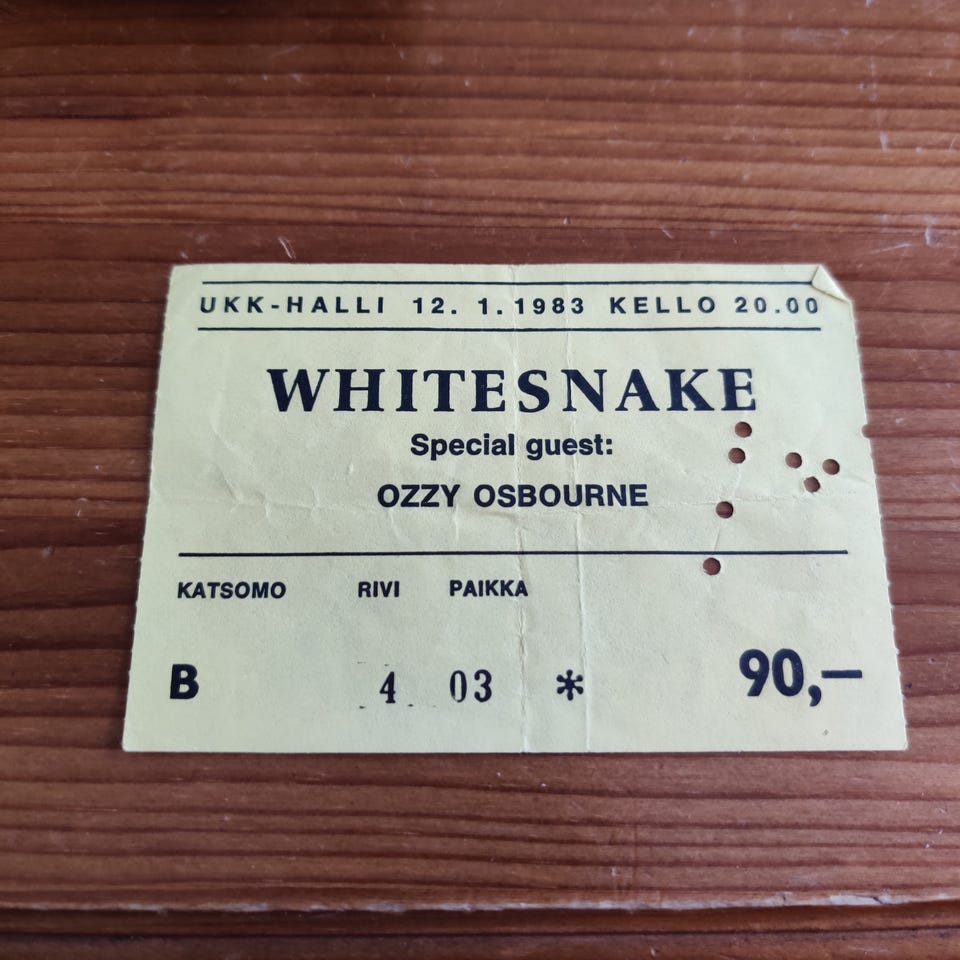 UKK-HALLI 12. 1.1983 KELLO 20.00
WHITESNAKE
Special guest:
OZZY OSBOURNE
KATSOMO RIVI PAIKKA
B 4 03 * 90,—